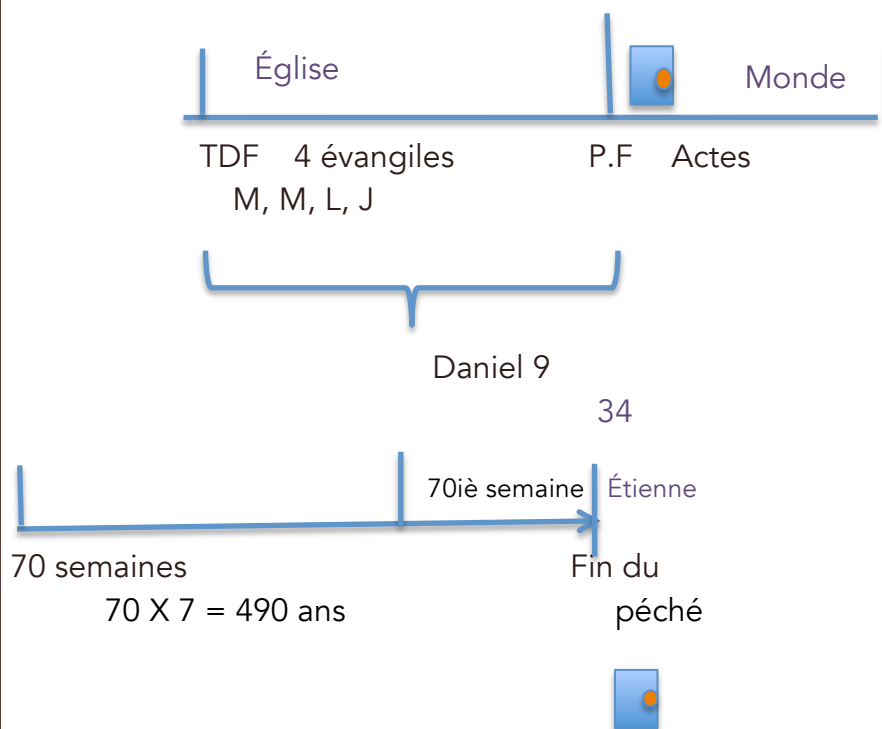 Église
Monde
TDF 4 évangiles P.F Actes
M, M, L, J
Daniel 9
34
70iè semaine Étienne
70 semaines Fin du
70 X 7 = 490 ans péché